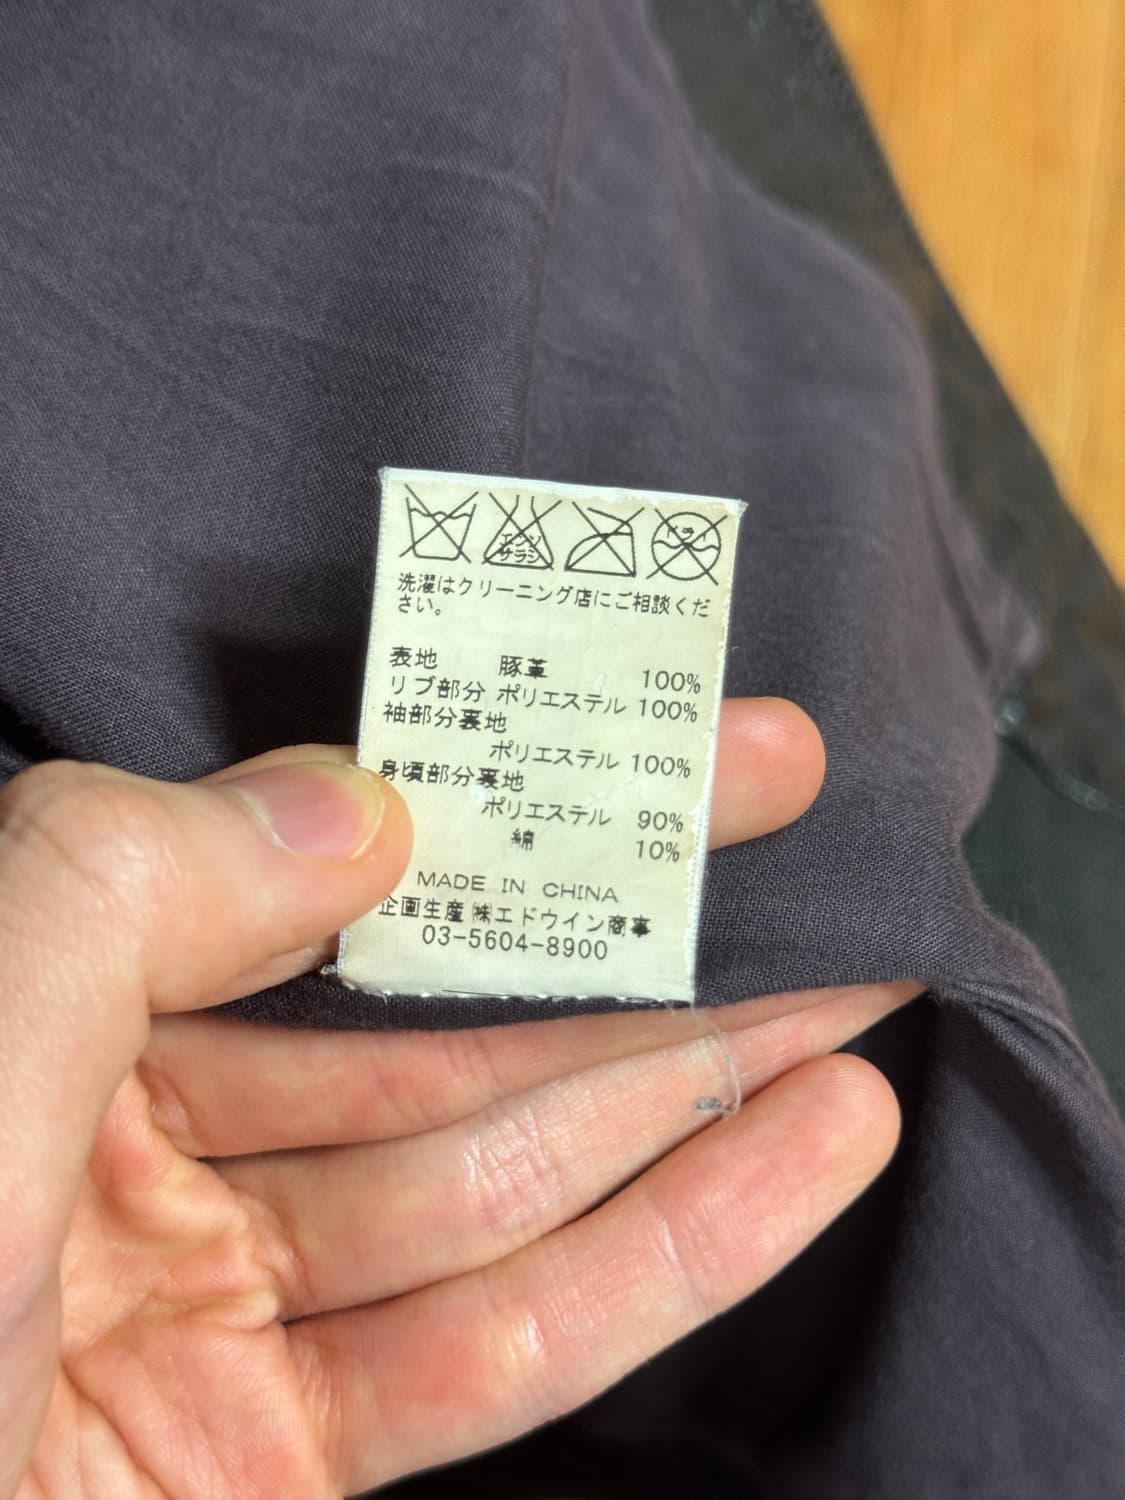 エンソ
サラシ
ドライ
洗濯はクリーニング店にご相談くだ
さい。
表地 豚革 100%
リブ部分 ポリエステル 100%
袖部分裏地
ポリエステル 100%
身頃部分裏地
ポリエステル 90%
綿 10%
MADE IN CHINA
企画生産 ㈱エドウイン商事
03-5604-8900